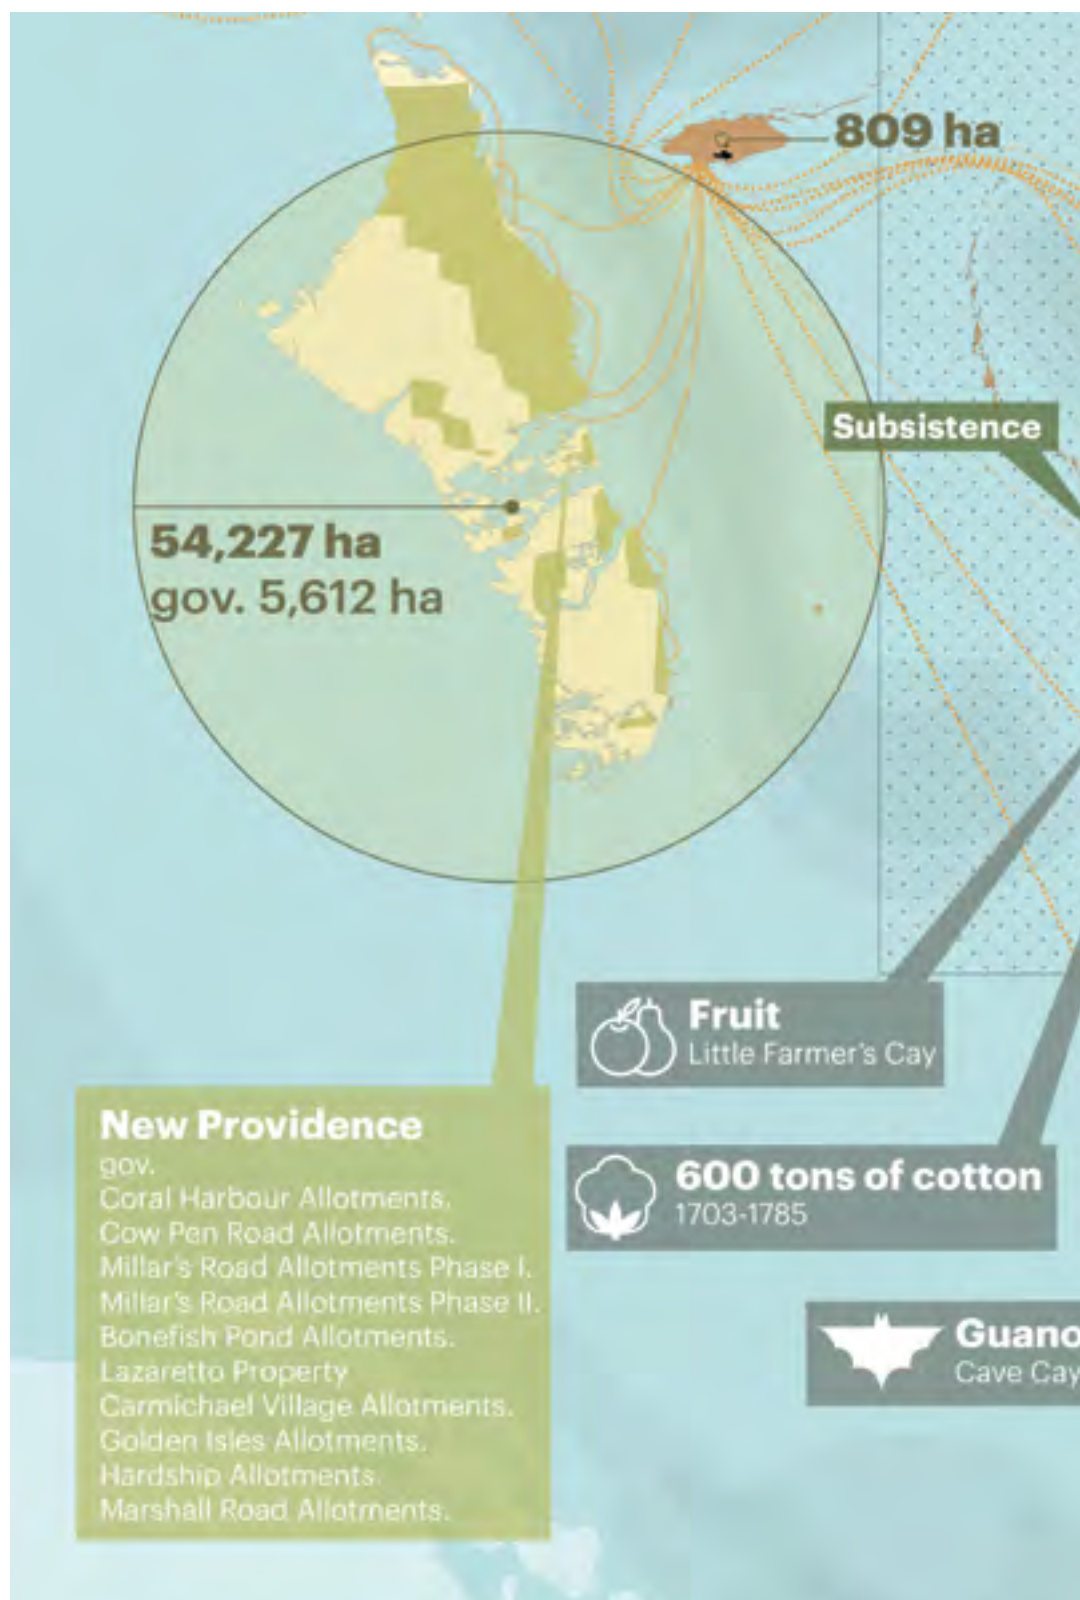 809 ha
Subsistence
54,227 ha
gov. 5,612 ha
Fruit
Little Farmer's Cay
New Providence
gov.
Coral Harbour Allotments.
Cow Pen Road Allotments.
Millar's Road Allotments Phase I.
Millar's Road Allotments Phase II.
Bonefish Pond Allotments.
Lazaretto Property
Carmichael Village Allotments.
Golden Isles Allotments.
Hardship Allotments.
Marshall Road Allotments.
600 tons of cotton
1703-1785
Guano
Cave Cay